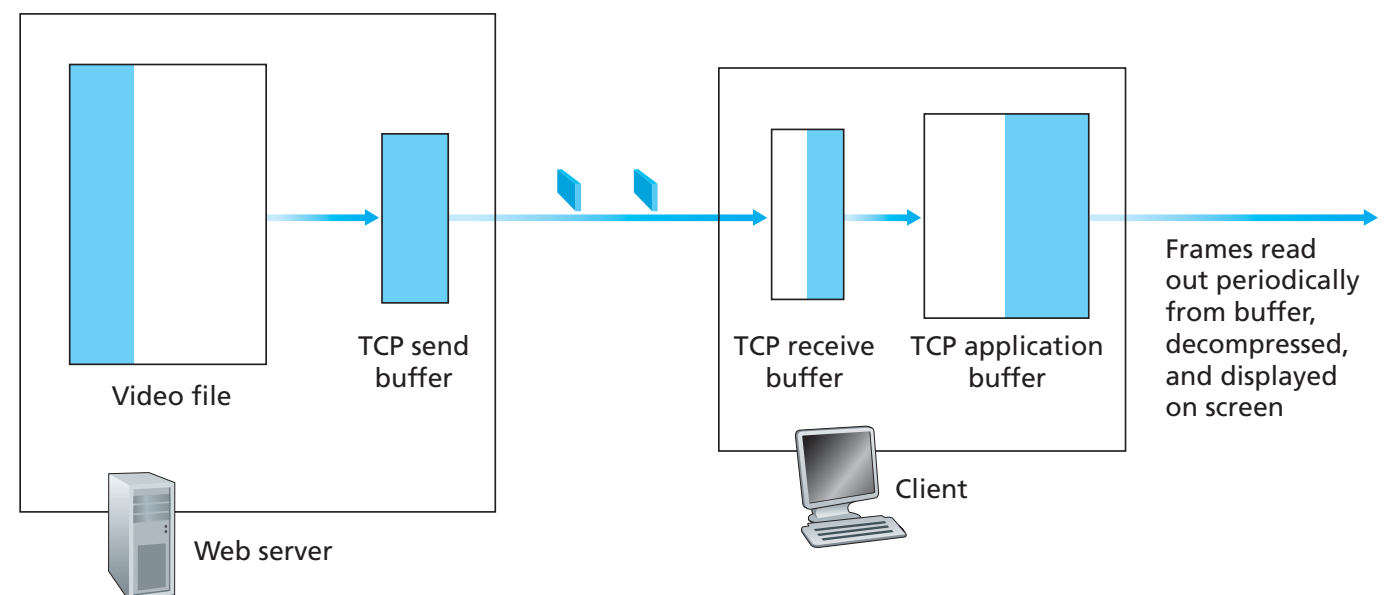 Video file
TCP send
buffer
Web server
TCP receive
buffer
TCP application
buffer
Client
Frames read
out periodically
from buffer,
decompressed,
and displayed
on screen